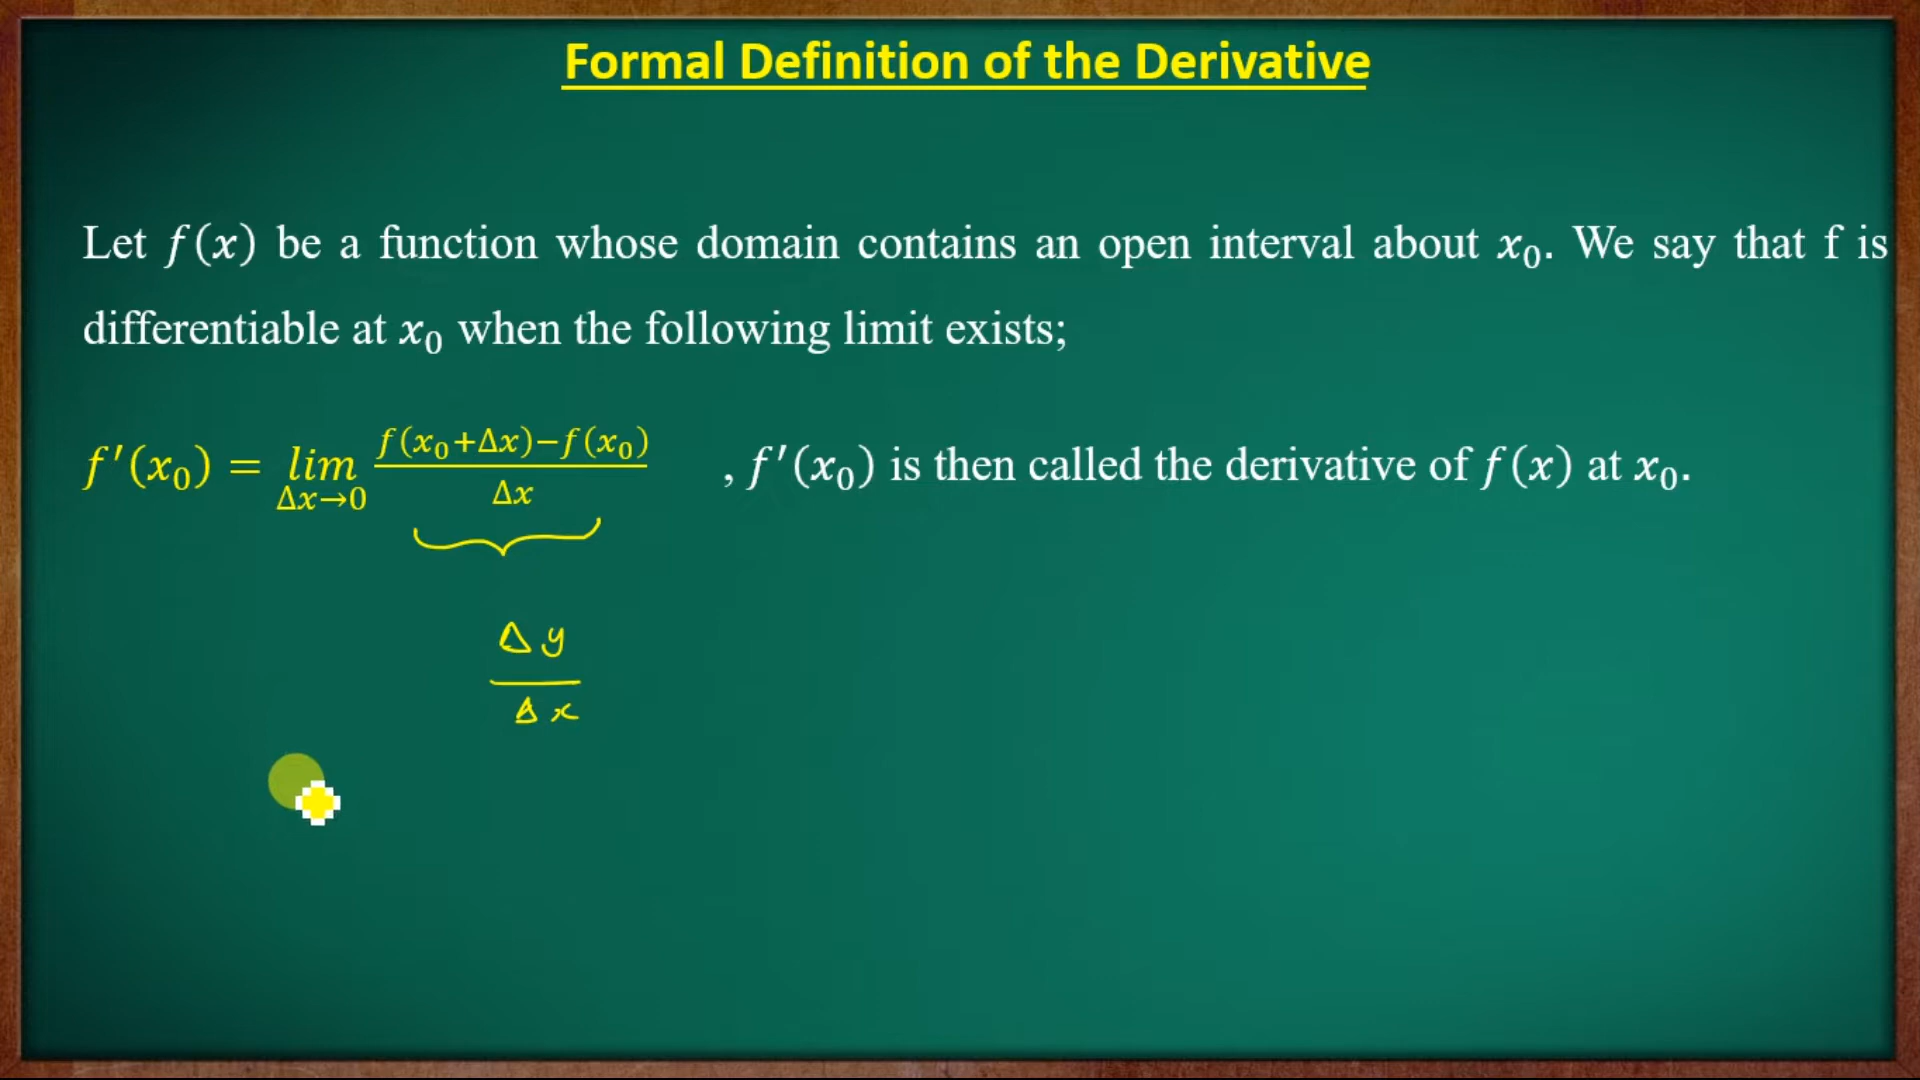 Formal Definition of the Derivative
Let f(x) be a function whose domain contains an open interval about x₀. We say that f is
differentiable at x₀ when the following limit exists;
f′(x₀) = lim Δx→0 f(x₀+Δx)−f(x₀) / Δx , f′(x₀) is then called the derivative of f(x) at x₀.
Δy
Δx